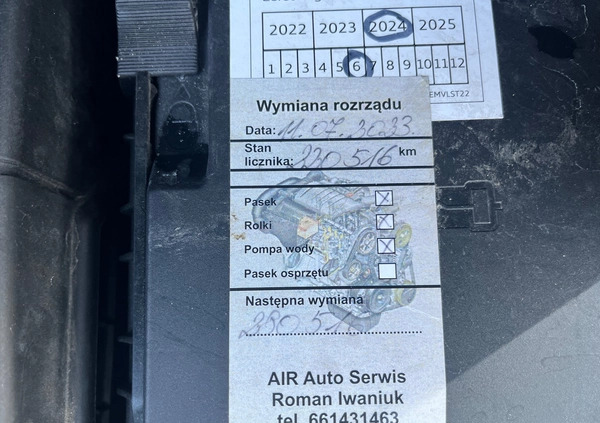 2022 2023 2024 2025
1 2 3 4 5 6 7 8 9 10 11 12
EMVLST22
Wymiana rozrządu
Data: 11.07.2023.
Stan
licznika: 330516 km
Pasek
Rolki
Pompa wody
Pasek osprzętu
Następna wymiana
AIR Auto Serwis
Roman Iwaniuk
tel. 661431463